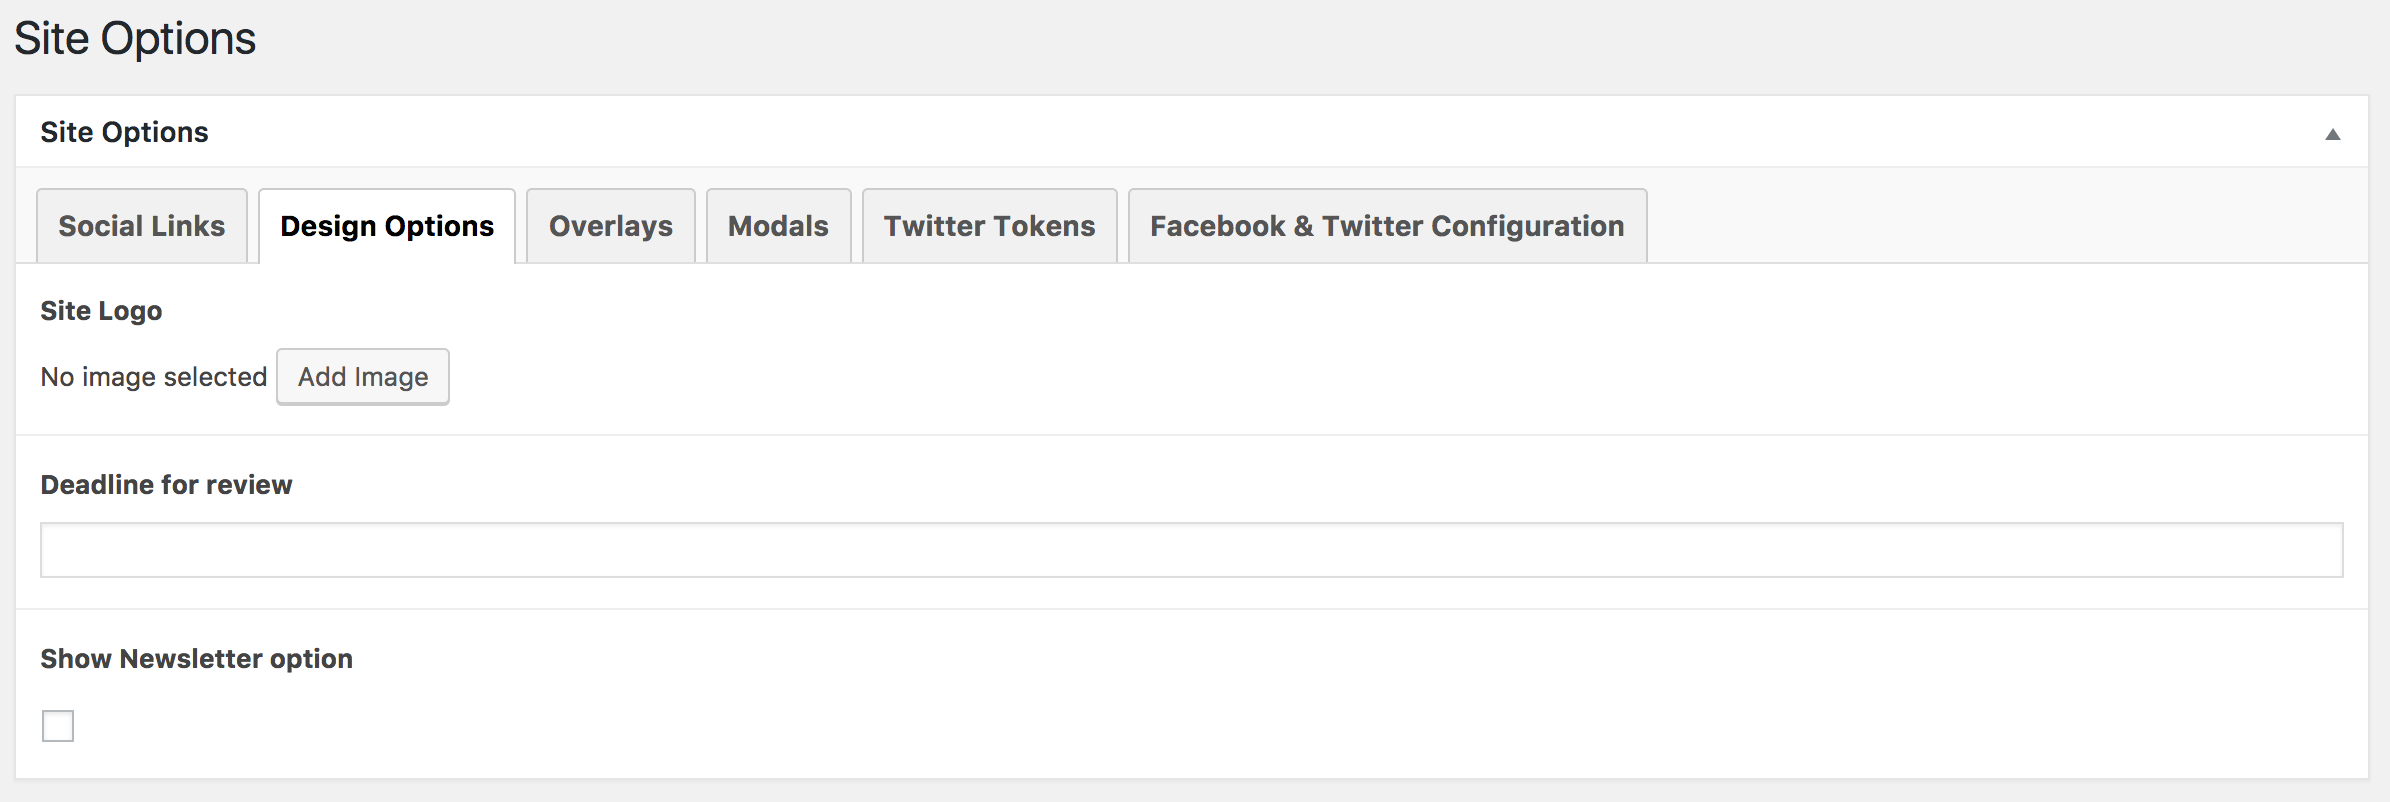 Site Options
Site Options
Social Links Design Options Overlays Modals Twitter Tokens Facebook & Twitter Configuration
Site Logo
No image selected Add Image
Deadline for review
Show Newsletter option